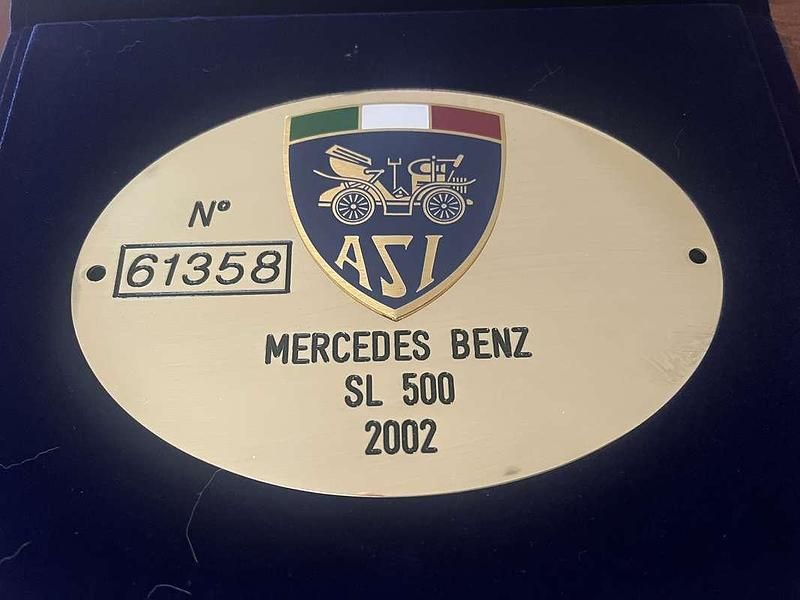 N°
61358
ASI
MERCEDES BENZ
SL 500
2002